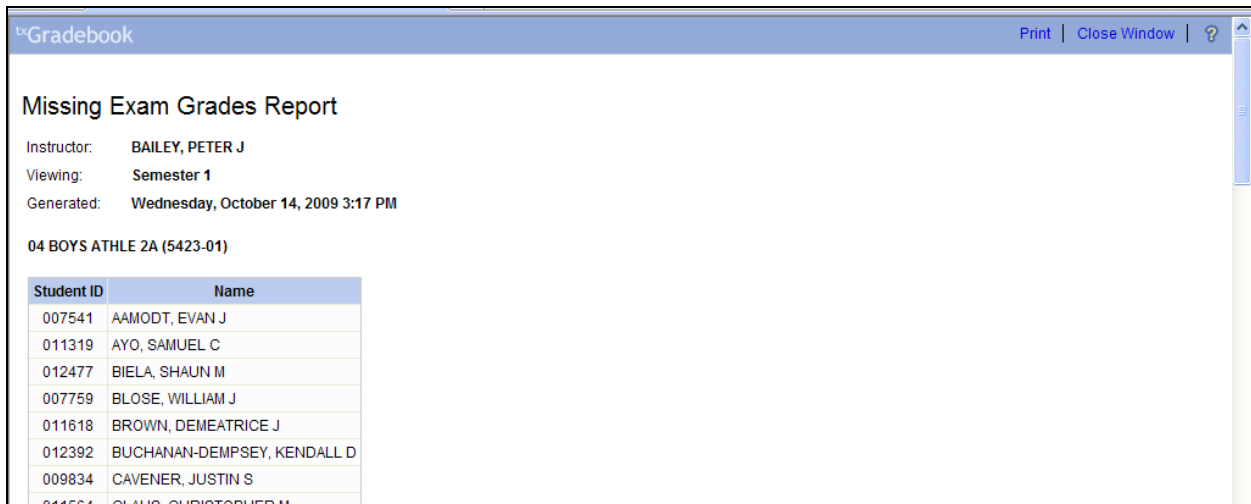 txGradebook Print | Close Window | ?
Missing Exam Grades Report
Instructor: BAILEY, PETER J
Viewing: Semester 1
Generated: Wednesday, October 14, 2009 3:17 PM
04 BOYS ATHLE 2A (5423-01)
Student ID Name
007541 AAMODT, EVAN J
011319 AYO, SAMUEL C
012477 BIELA, SHAUN M
007759 BLOSE, WILLIAM J
011618 BROWN, DEMEATRICE J
012392 BUCHANAN-DEMPSEY, KENDALL D
009834 CAVENER, JUSTIN S